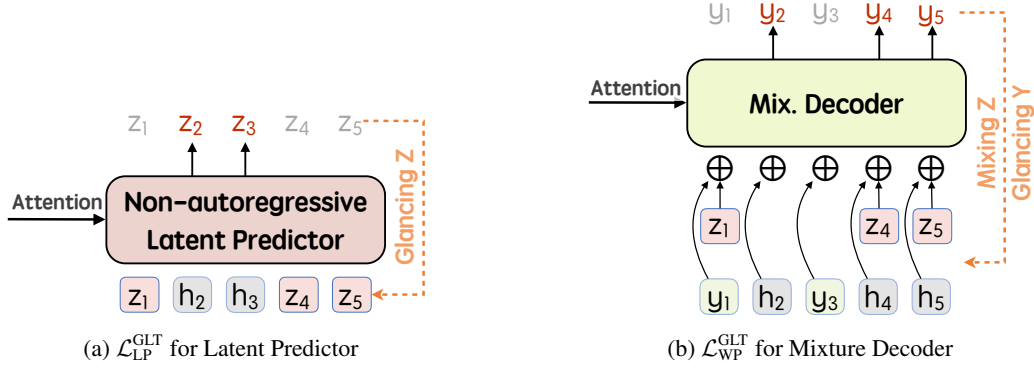 z₁ z₂ z₃ z₄ z₅
Attention
Non-autoregressive
Latent Predictor
Glancing Z
z₁ h₂ h₃ z₄ z₅
(a) ℒ_LP^GLT for Latent Predictor
y₁ y₂ y₃ y₄ y₅
Attention
Mix. Decoder
Mixing Z
Glancing Y
z₁ z₄ z₅
y₁ h₂ y₃ h₄ h₅
(b) ℒ_WP^GLT for Mixture Decoder